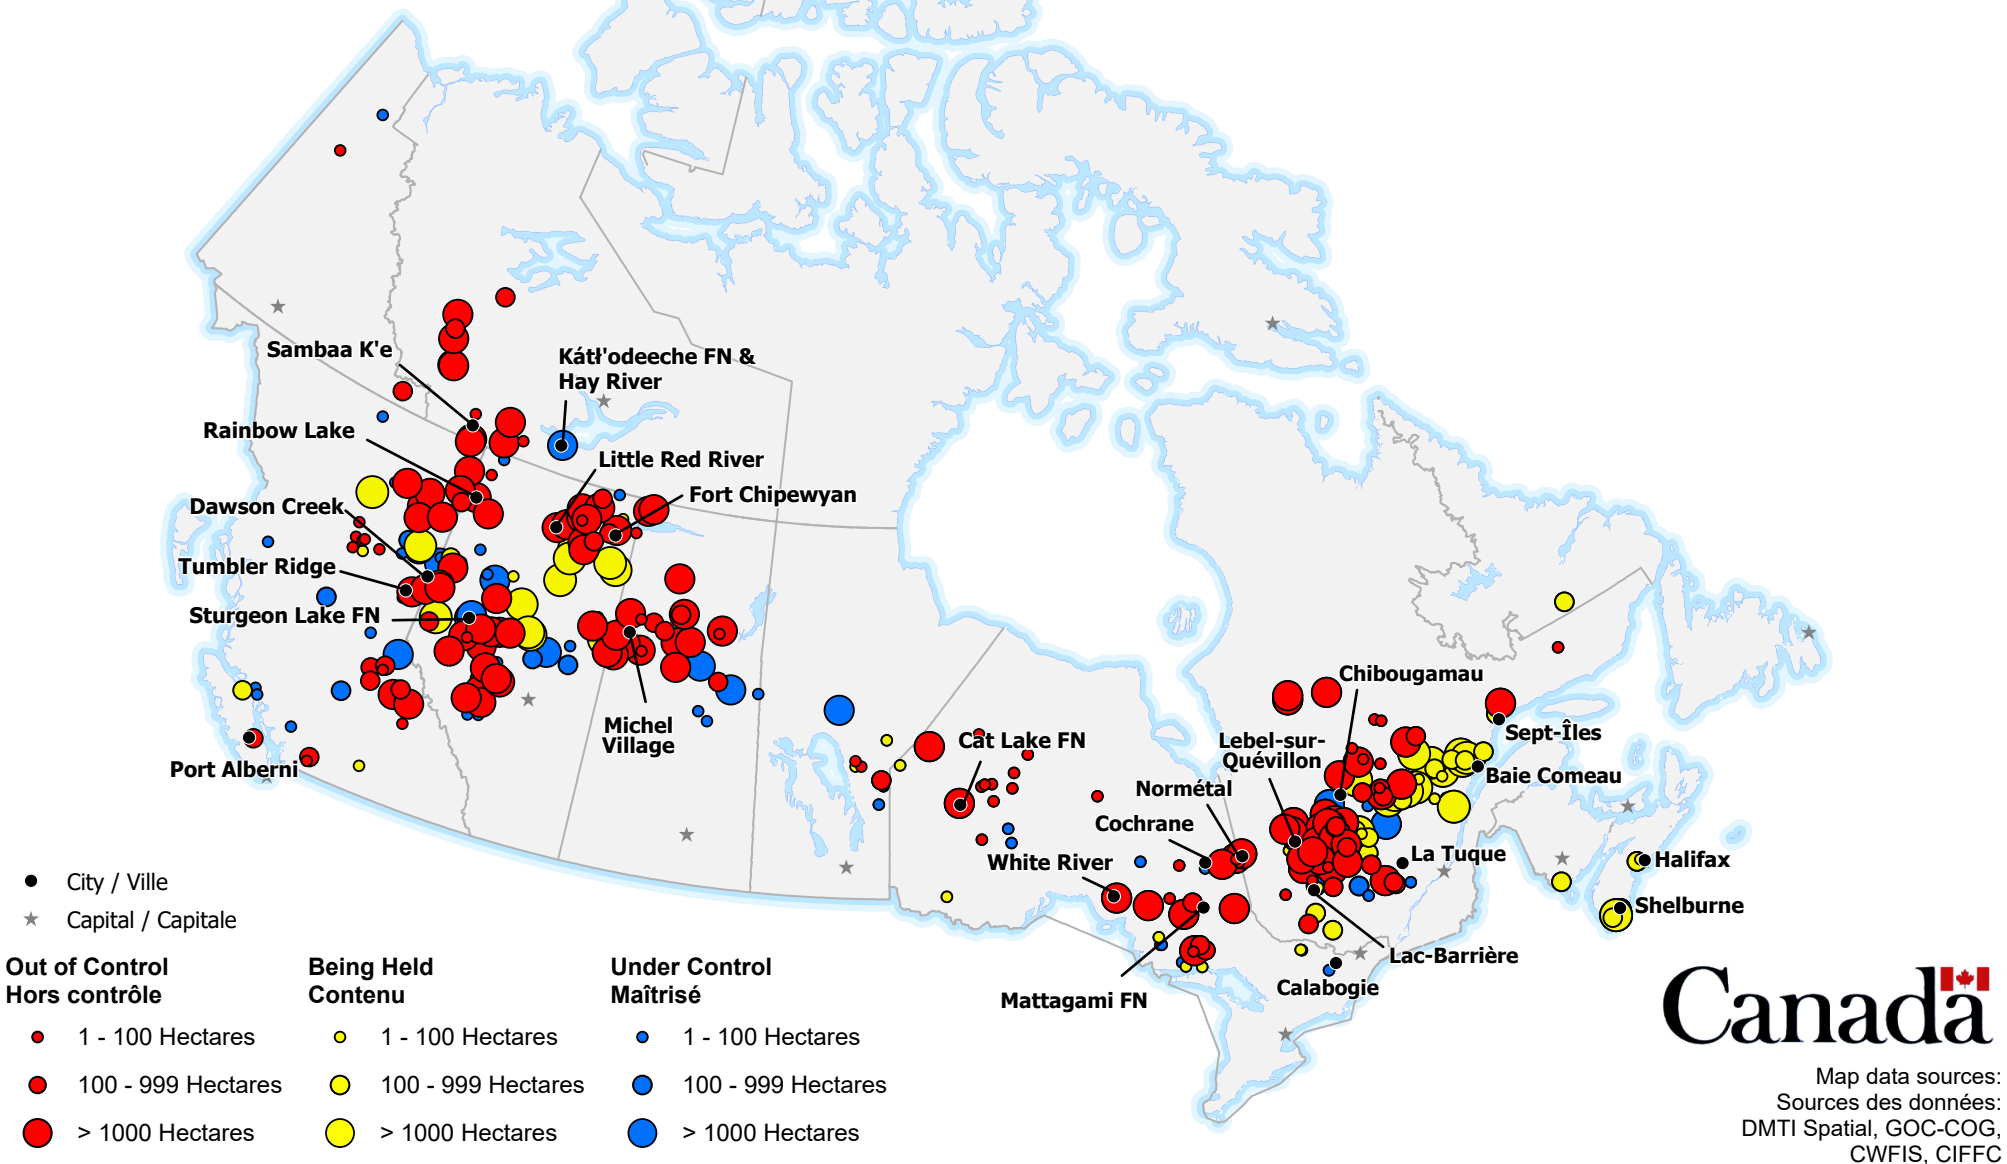 Sambaa K'e
Kátł'odeeche FN &
Hay River
Rainbow Lake
Little Red River
Fort Chipewyan
Dawson Creek
Tumbler Ridge
Sturgeon Lake FN
Michel
Village
Port Alberni
Cat Lake FN
Chibougamau
Lebel-sur-
Quévillon
Sept-Îles
Baie Comeau
Normétal
Cochrane
White River
La Tuque
Halifax
Shelburne
Lac-Barrière
Calabogie
Mattagami FN
City / Ville
Capital / Capitale
Out of Control
Hors contrôle
1 - 100 Hectares
100 - 999 Hectares
> 1000 Hectares
Being Held
Contenu
1 - 100 Hectares
100 - 999 Hectares
> 1000 Hectares
Under Control
Maîtrisé
1 - 100 Hectares
100 - 999 Hectares
> 1000 Hectares
Canada
Map data sources:
Sources des données:
DMTI Spatial, GOC-COG,
CWFIS, CIFFC